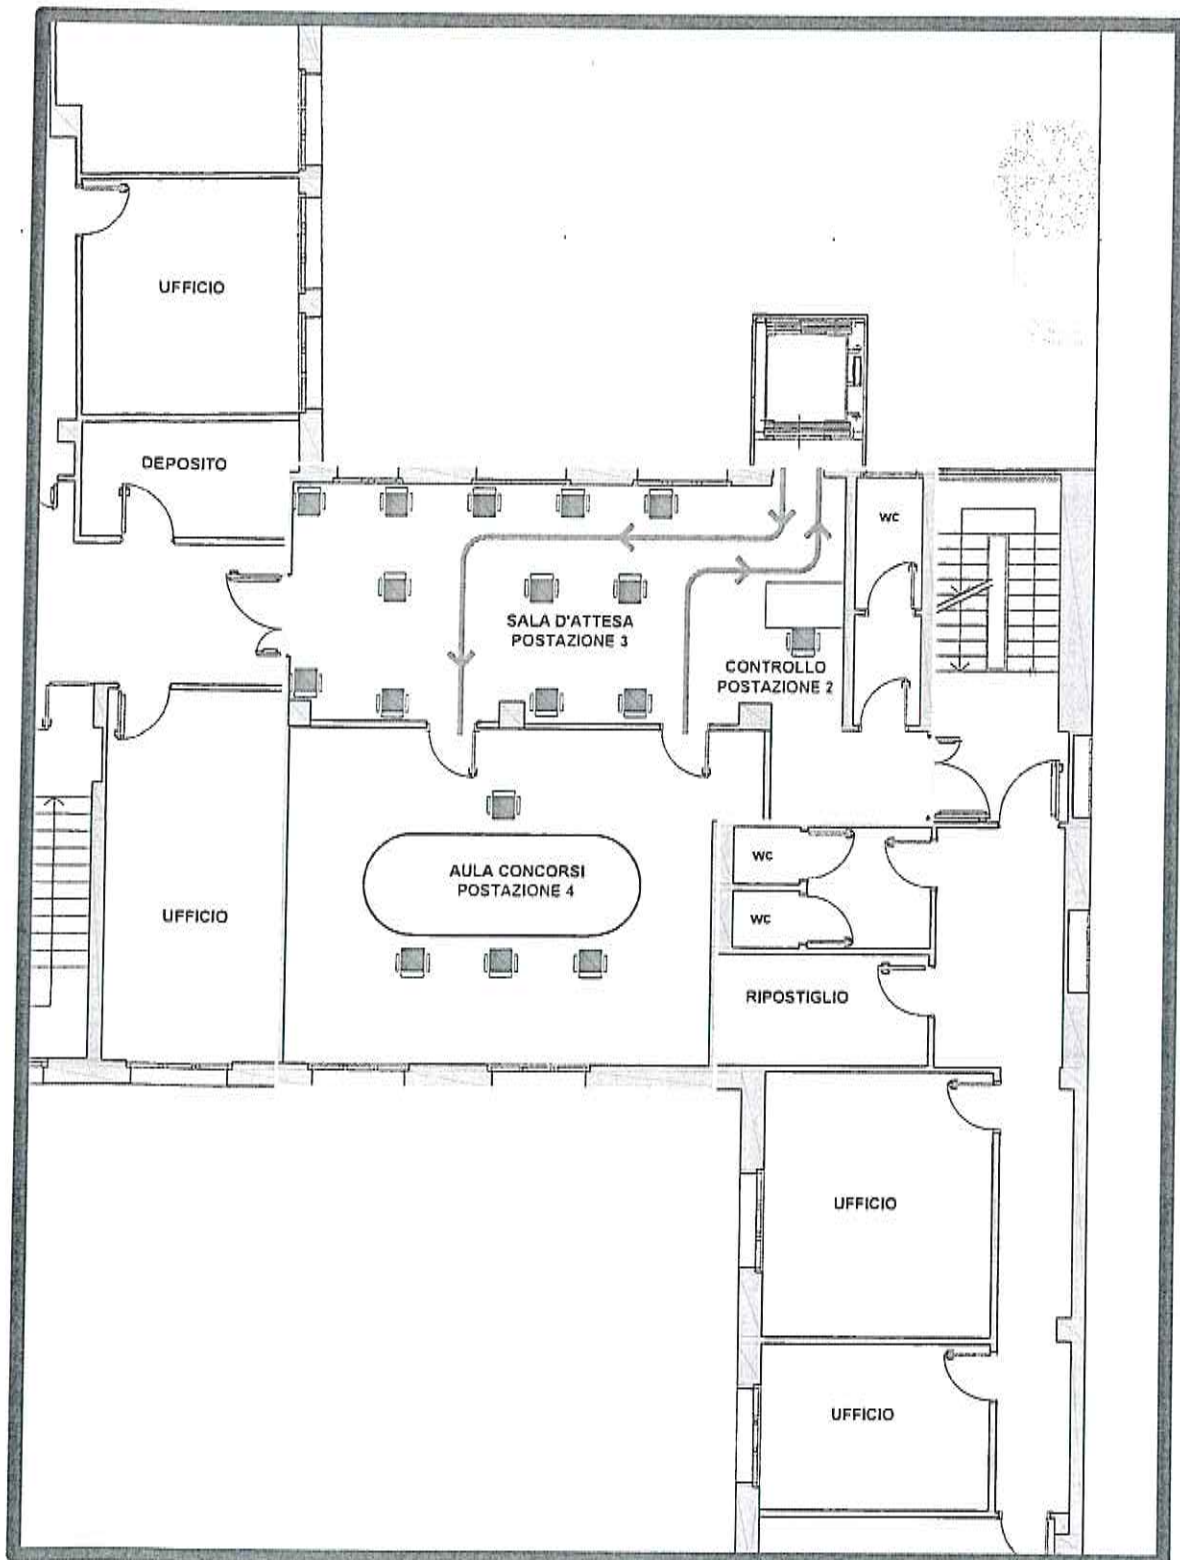 UFFICIO
DEPOSITO
WC
SALA D'ATTESA
POSTAZIONE 3
CONTROLLO
POSTAZIONE 2
AULA CONCORSI
POSTAZIONE 4
WC
UFFICIO
WC
RIPOSTIGLIO
UFFICIO
UFFICIO